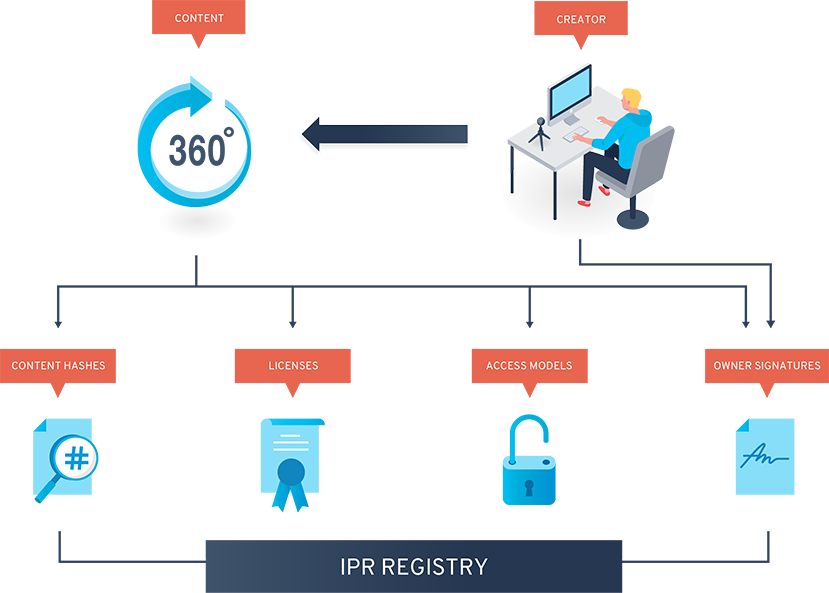 CONTENT
CREATOR
360°
CONTENT HASHES
LICENSES
ACCESS MODELS
OWNER SIGNATURES
#
IPR REGISTRY